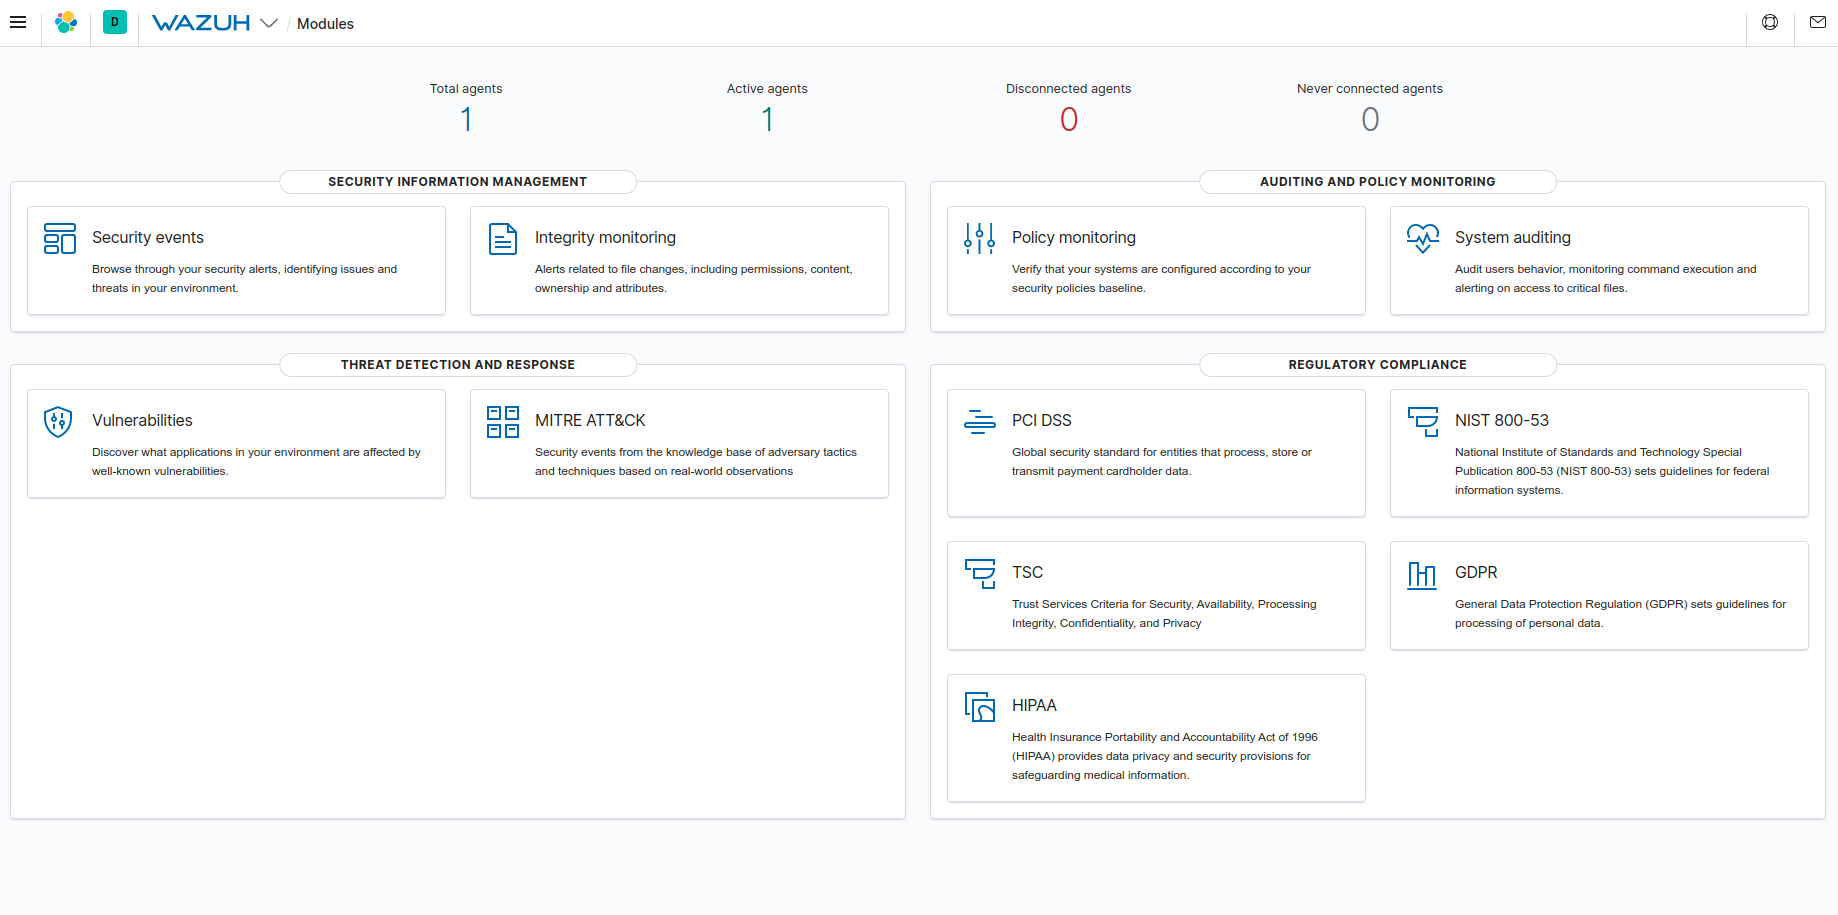 D
WAZUH / Modules
Total agents
1
Active agents
1
Disconnected agents
0
Never connected agents
0
SECURITY INFORMATION MANAGEMENT
Security events
Browse through your security alerts, identifying issues and
threats in your environment.
Integrity monitoring
Alerts related to file changes, including permissions, content,
ownership and attributes.
AUDITING AND POLICY MONITORING
Policy monitoring
Verify that your systems are configured according to your
security policies baseline.
System auditing
Audit users behavior, monitoring command execution and
alerting on access to critical files.
THREAT DETECTION AND RESPONSE
Vulnerabilities
Discover what applications in your environment are affected by
well-known vulnerabilities.
MITRE ATT&CK
Security events from the knowledge base of adversary tactics
and techniques based on real-world observations
REGULATORY COMPLIANCE
PCI DSS
Global security standard for entities that process, store or
transmit payment cardholder data.
NIST 800-53
National Institute of Standards and Technology Special
Publication 800-53 (NIST 800-53) sets guidelines for federal
information systems.
TSC
Trust Services Criteria for Security, Availability, Processing
Integrity, Confidentiality, and Privacy
GDPR
General Data Protection Regulation (GDPR) sets guidelines for
processing of personal data.
HIPAA
Health Insurance Portability and Accountability Act of 1996
(HIPAA) provides data privacy and security provisions for
safeguarding medical information.